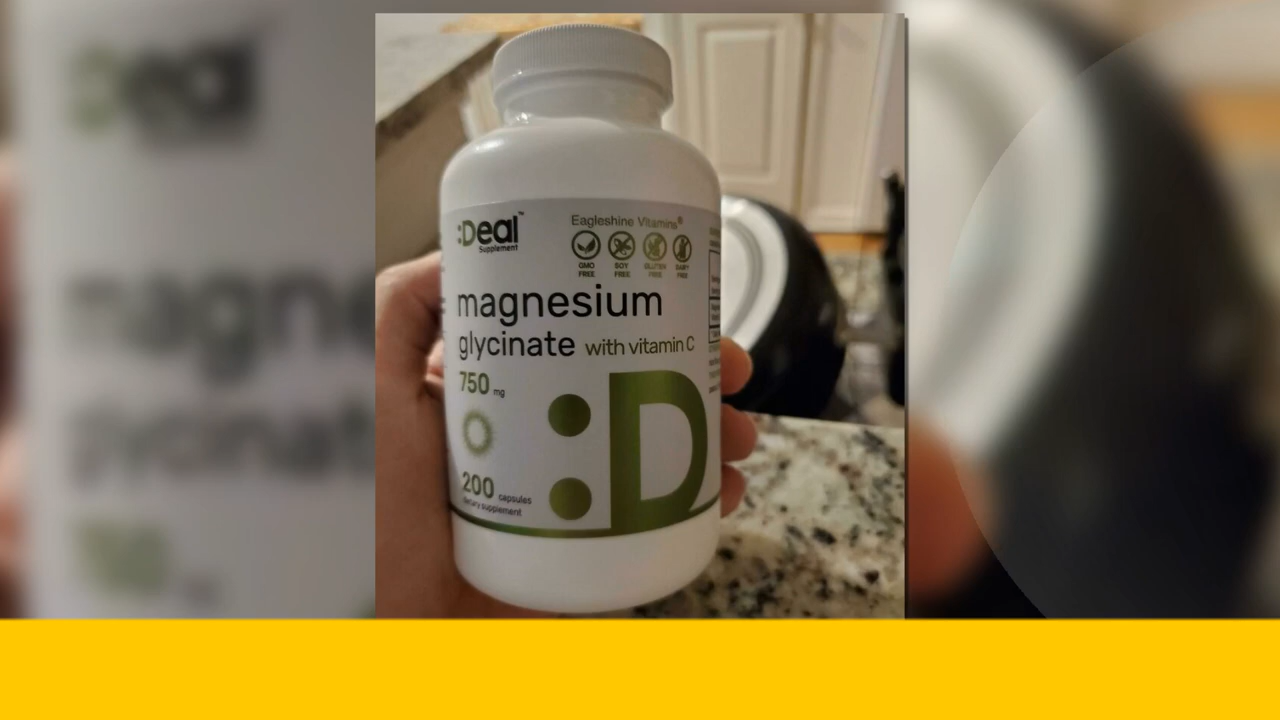 :Deal™
Supplement
Eagleshine Vitamins®
GMO FREE
SOY FREE
GLUTEN FREE
DAIRY FREE
magnesium
glycinate with vitamin C
750 mg
200 capsules
dietary supplement
:D